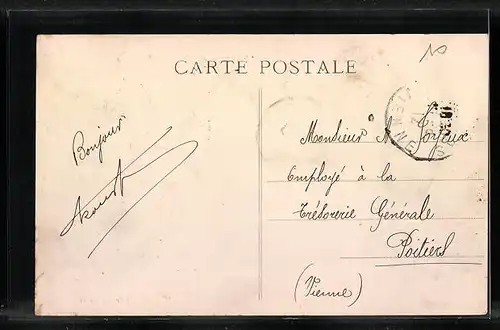 CARTE POSTALE
Bonjour
Monsieur A
Employé à la
Trésorerie Générale
Poitiers
(Vienne)